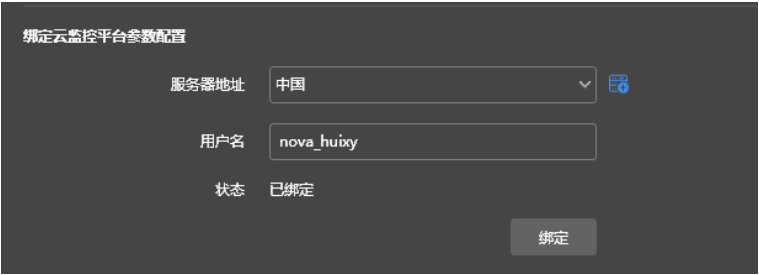 绑定云监控平台参数配置
服务器地址 中国
用户名 nova_huixy
状态 已绑定
绑定